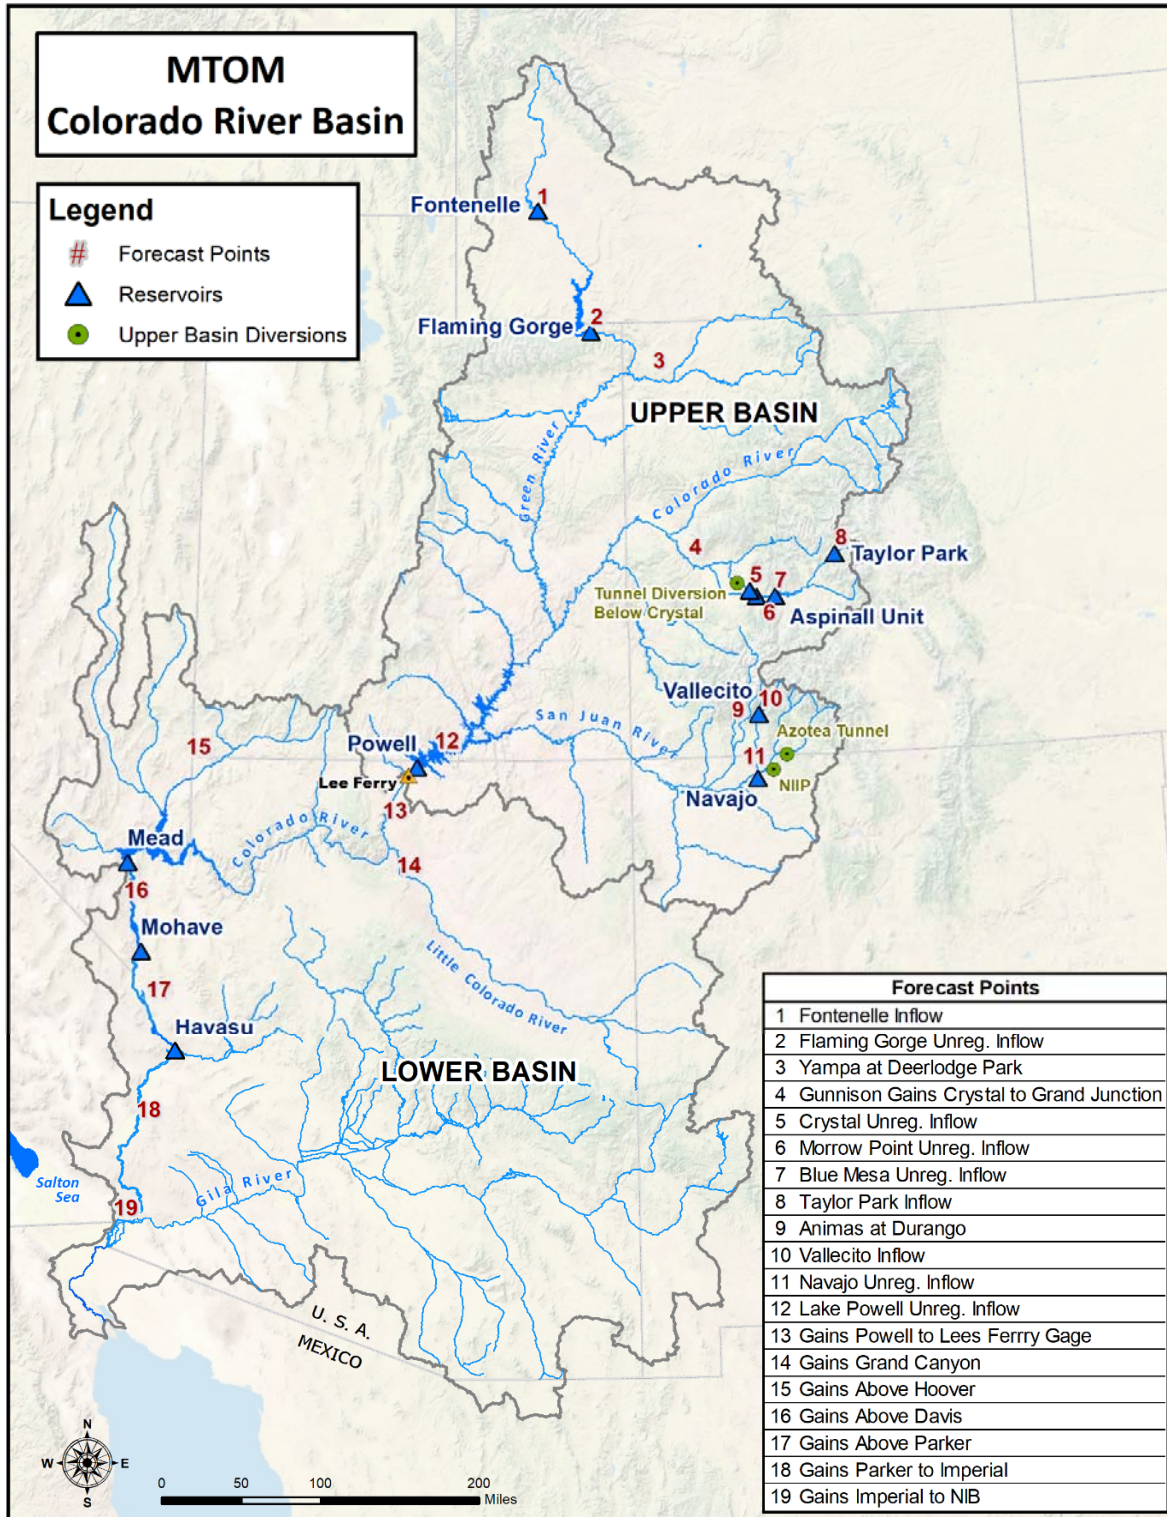 MTOM
Colorado River Basin
Legend
# Forecast Points
Reservoirs
Upper Basin Diversions
1
Fontenelle
2
Flaming Gorge
3
UPPER BASIN
Green River
Colorado River
4
8
Taylor Park
Tunnel Diversion
Below Crystal
5
7
6
Aspinall Unit
Vallecito
10
9
San Juan River
Azotea Tunnel
15
12
Powell
11
Lee Ferry
NIIP
Navajo
13
Mead
Colorado River
14
16
Mohave
Little Colorado River
17
Havasu
LOWER BASIN
18
Salton
Sea
Gila River
19
U. S. A.
MEXICO
N
W
E
S
0 50 100 200
Miles
Forecast Points
1 Fontenelle Inflow
2 Flaming Gorge Unreg. Inflow
3 Yampa at Deerlodge Park
4 Gunnison Gains Crystal to Grand Junction
5 Crystal Unreg. Inflow
6 Morrow Point Unreg. Inflow
7 Blue Mesa Unreg. Inflow
8 Taylor Park Inflow
9 Animas at Durango
10 Vallecito Inflow
11 Navajo Unreg. Inflow
12 Lake Powell Unreg. Inflow
13 Gains Powell to Lees Ferrry Gage
14 Gains Grand Canyon
15 Gains Above Hoover
16 Gains Above Davis
17 Gains Above Parker
18 Gains Parker to Imperial
19 Gains Imperial to NIB